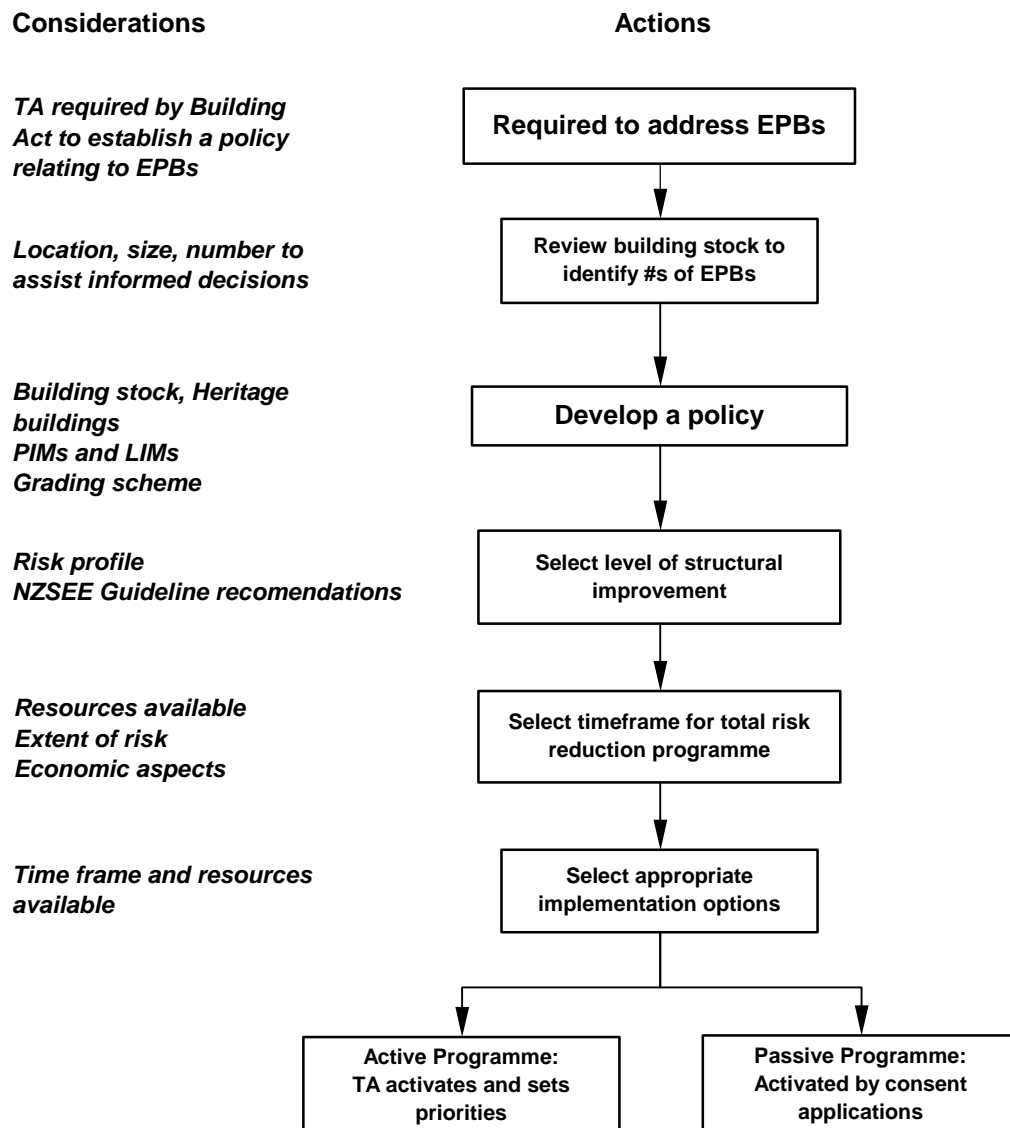 Considerations
Actions
TA required by Building
Act to establish a policy
relating to EPBs
Required to address EPBs
Location, size, number to
assist informed decisions
Review building stock to
identify #s of EPBs
Building stock, Heritage
buildings
PIMs and LIMs
Grading scheme
Develop a policy
Risk profile
NZSEE Guideline recomendations
Select level of structural
improvement
Resources available
Extent of risk
Economic aspects
Select timeframe for total risk
reduction programme
Time frame and resources
available
Select appropriate
implementation options
Active Programme:
TA activates and sets
priorities
Passive Programme:
Activated by consent
applications